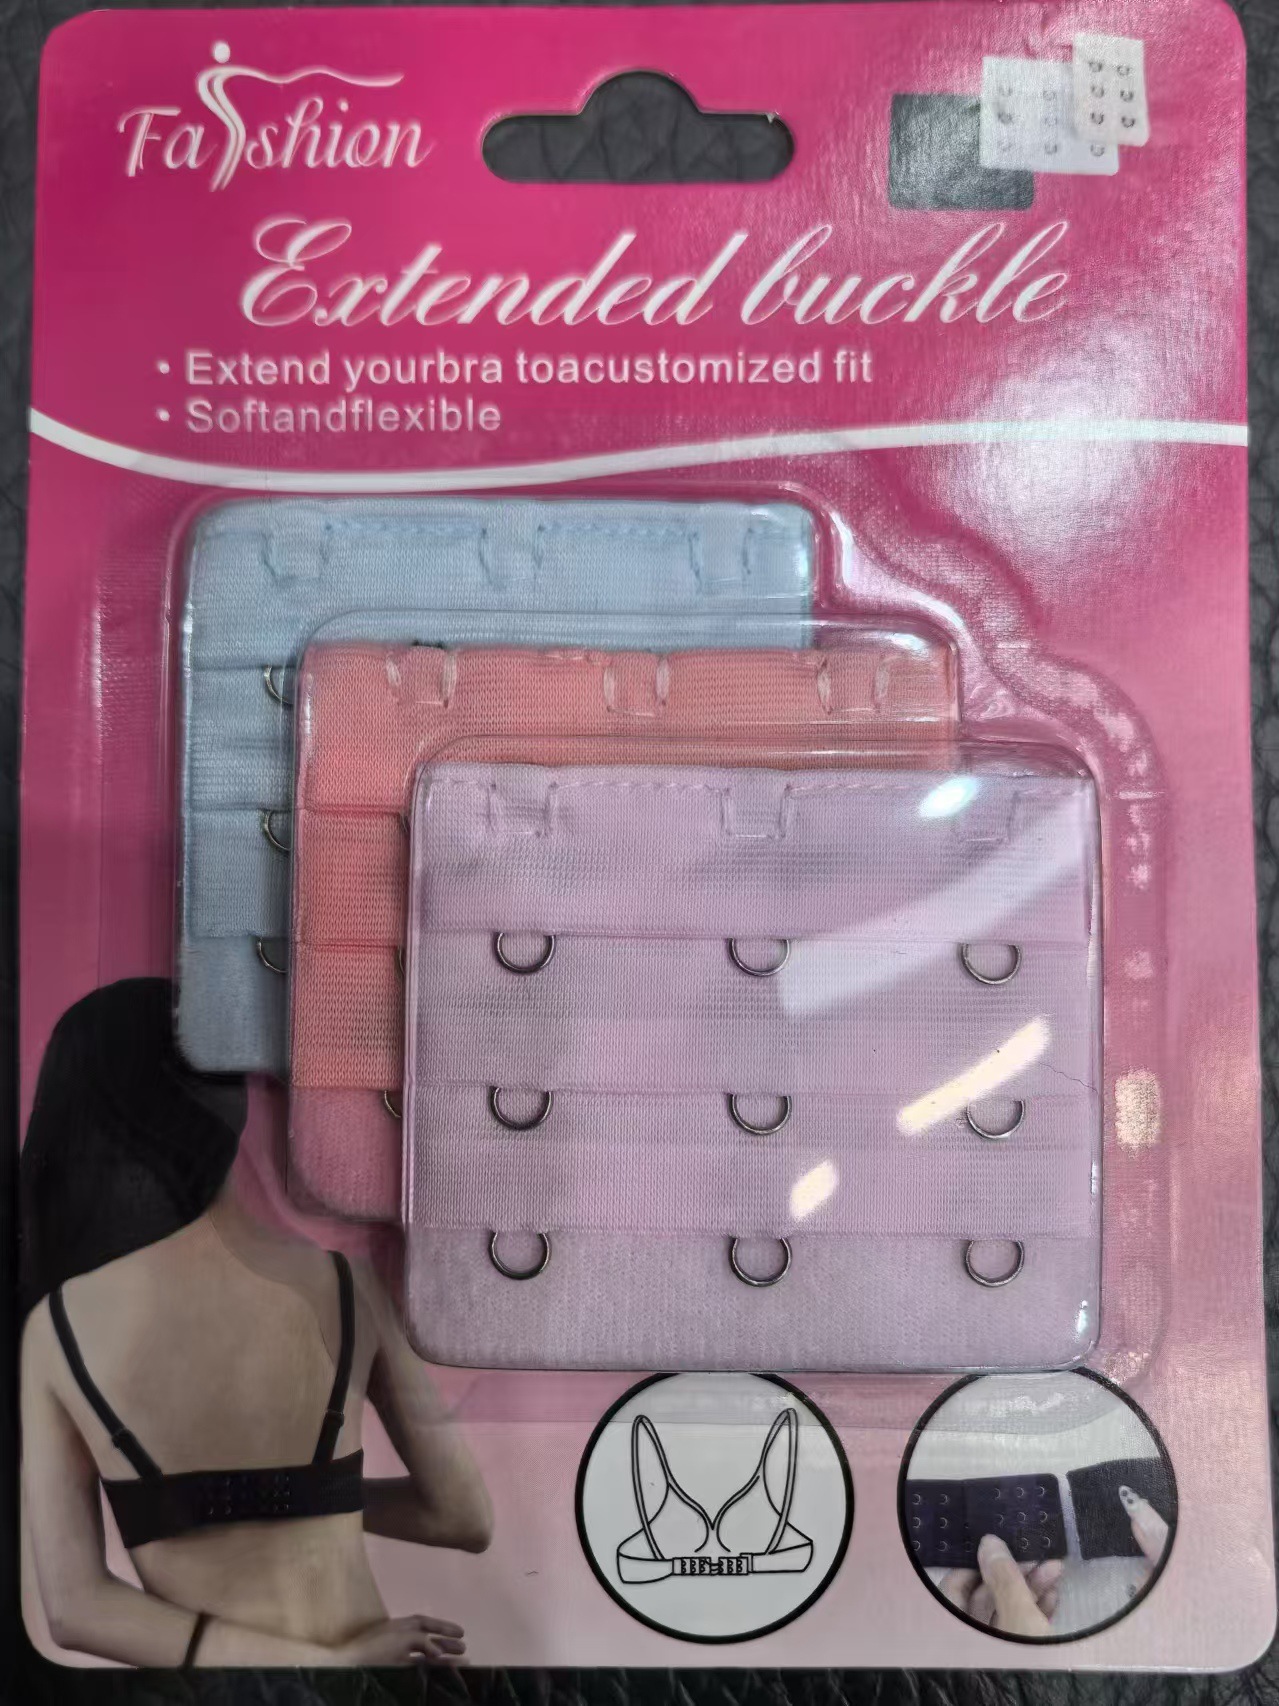 Fashion
Extended buckle
• Extend yourbra toacustomized fit
• Softandflexible